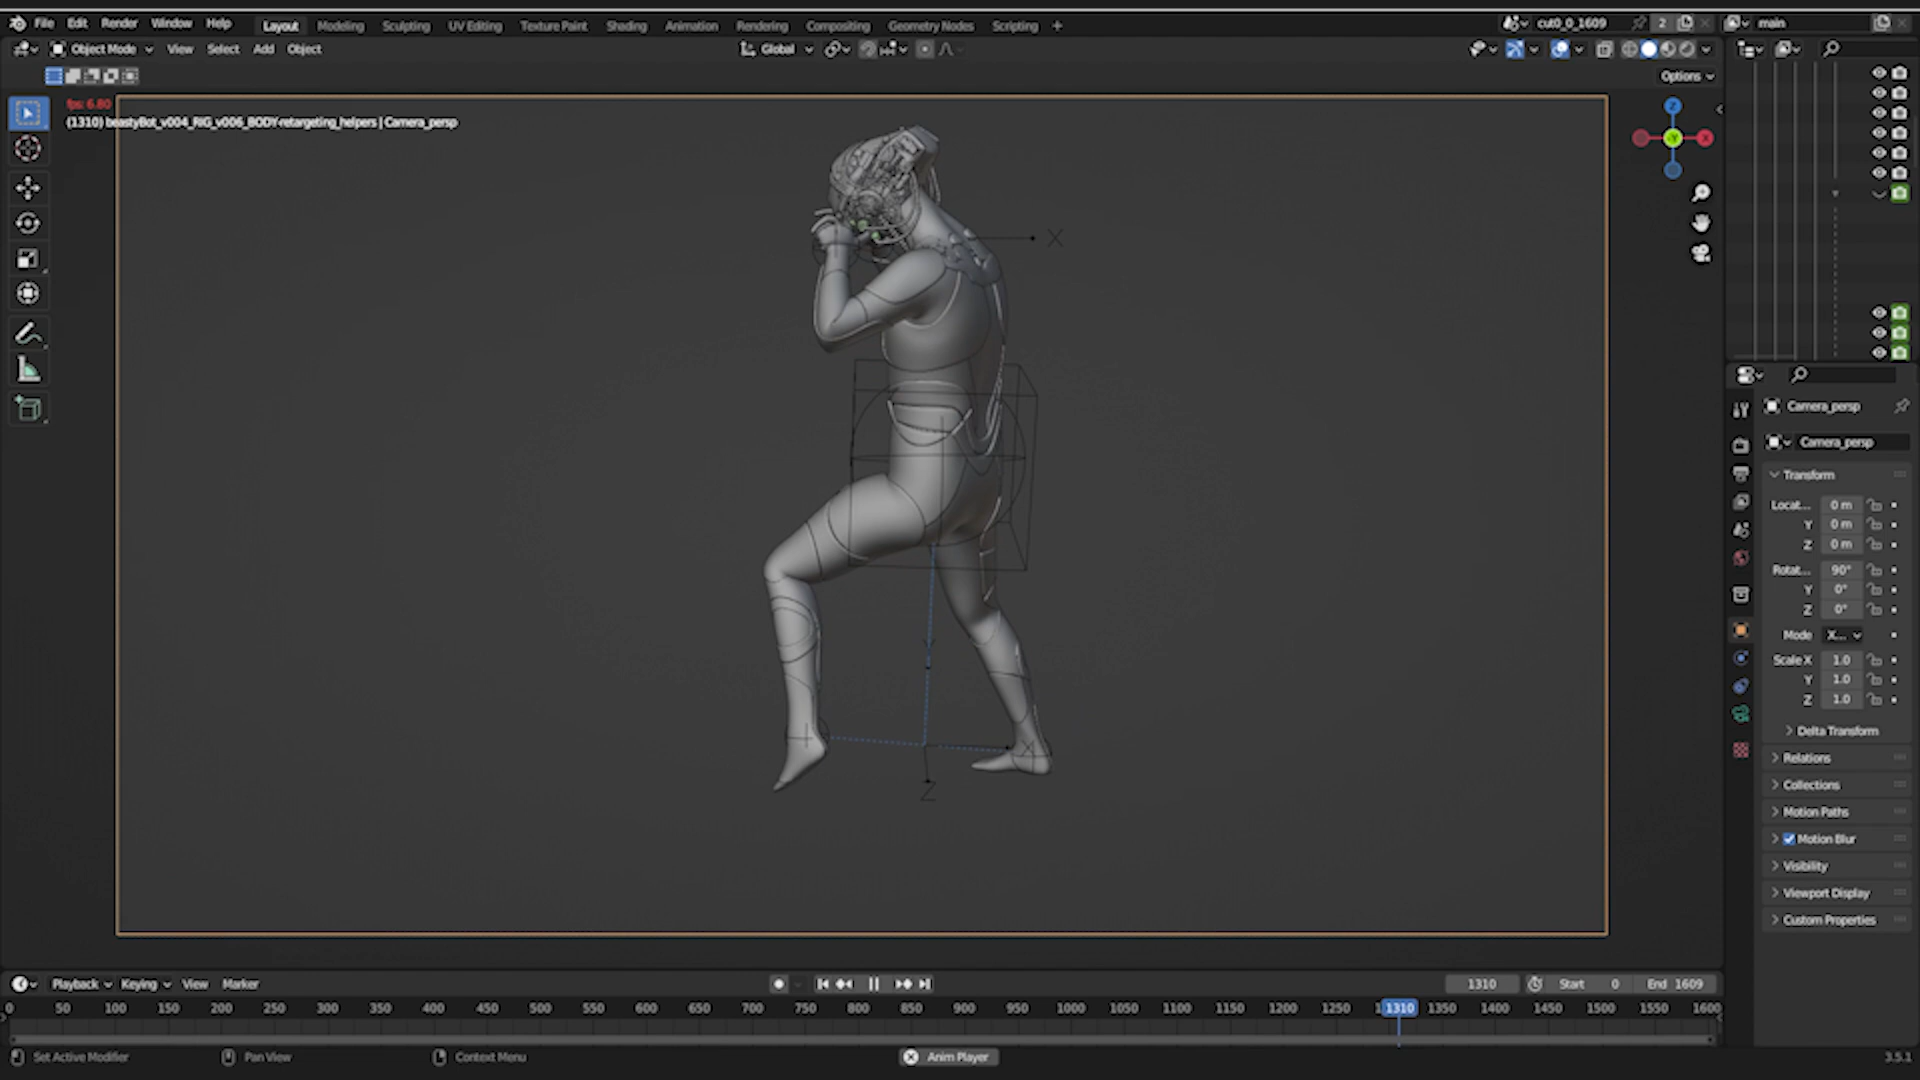 File Edit Render Window Help Layout Modeling Sculpting UV Editing Texture Paint Shading Animation Rendering Compositing Geometry Nodes Scripting + cut0_0_1609 2 main
Object Mode View Select Add Object Global
Options
fps: 6.80
(1310) beastyBot_v004_RIG_v006_BODY-retargeting_helpers | Camera_persp
Z
Y
X
X
Z
Camera_persp
Camera_persp
Transform
Locat... 0 m
Y 0 m
Z 0 m
Rotat... 90°
Y 0°
Z 0°
Mode X...
Scale X 1.0
Y 1.0
Z 1.0
Delta Transform
Relations
Collections
Motion Paths
Motion Blur
Visibility
Viewport Display
Custom Properties
Playback Keying View Marker 1310 Start 0 End 1609
0 50 100 150 200 250 300 350 400 450 500 550 600 650 700 750 800 850 900 950 1000 1050 1100 1150 1200 1250 1310 1350 1400 1450 1500 1550 1600
Set Active Modifier Pan View Context Menu Anim Player 3.5.1